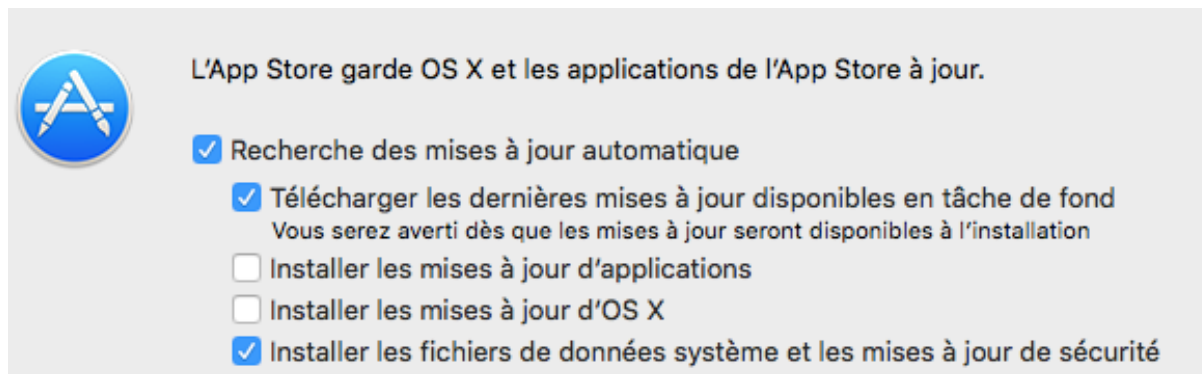 L'App Store garde OS X et les applications de l'App Store à jour.
Recherche des mises à jour automatique
Télécharger les dernières mises à jour disponibles en tâche de fond
Vous serez averti dès que les mises à jour seront disponibles à l'installation
Installer les mises à jour d'applications
Installer les mises à jour d'OS X
Installer les fichiers de données système et les mises à jour de sécurité